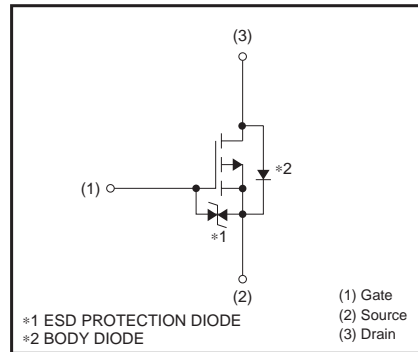 (3)
∗2
(1)
∗1
(2)
∗1 ESD PROTECTION DIODE
∗2 BODY DIODE
(1) Gate
(2) Source
(3) Drain